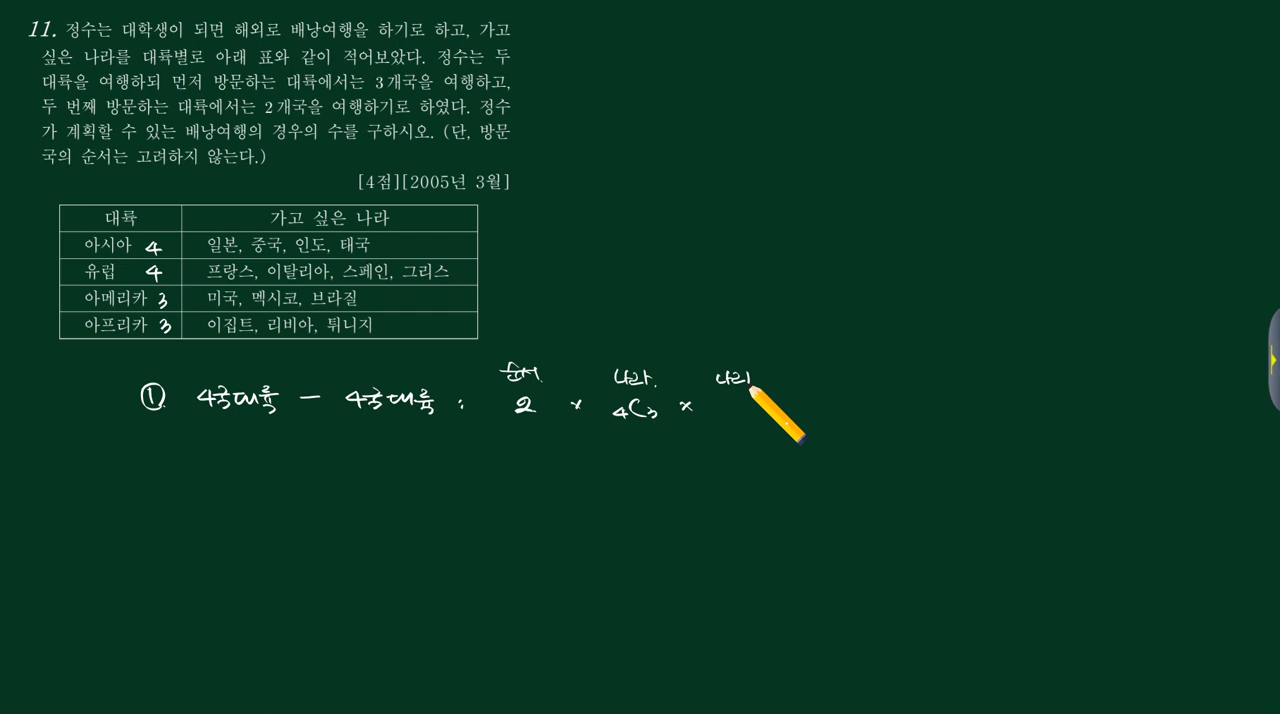 11. 정수는 대학생이 되면 해외로 배낭여행을 하기로 하고, 가고
싶은 나라를 대륙별로 아래 표와 같이 적어보았다. 정수는 두
대륙을 여행하되 먼저 방문하는 대륙에서는 3개국을 여행하고,
두 번째 방문하는 대륙에서는 2개국을 여행하기로 하였다. 정수
가 계획할 수 있는 배낭여행의 경우의 수를 구하시오. (단, 방문
국의 순서는 고려하지 않는다.)
[4점][2005년 3월]
대륙 가고 싶은 나라
아시아 4 일본, 중국, 인도, 태국
유럽 4 프랑스, 이탈리아, 스페인, 그리스
아메리카 3 미국, 멕시코, 브라질
아프리카 3 이집트, 리비아, 튀니지
순서. 나라. 나라
① 4국대륙 - 4국대륙 : 2 × ₄C₃ ×